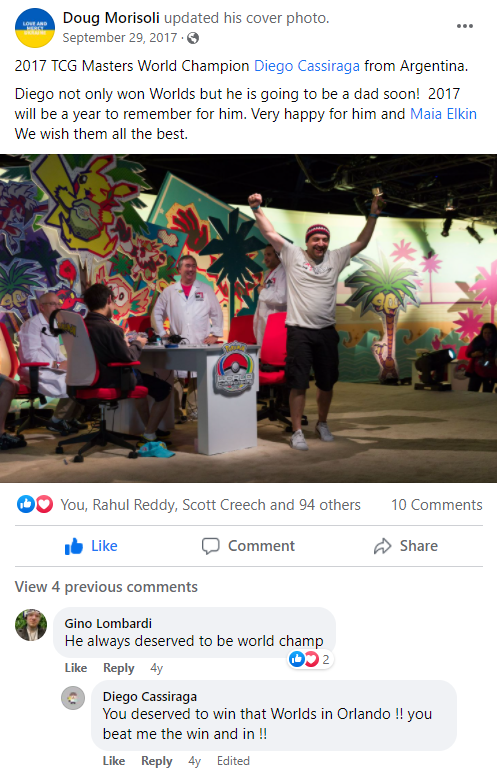 LOVE AND
Doug Morisoli updated his cover photo.
September 29, 2017 ·
2017 TCG Masters World Champion Diego Cassiraga from Argentina.
Diego not only won Worlds but he is going to be a dad soon!  2017
will be a year to remember for him. Very happy for him and Maia Elkin
We wish them all the best.
Pokémon
WORLD
You, Rahul Reddy, Scott Creech and 94 others
10 Comments
Like
Comment
Share
View 4 previous comments
Gino Lombardi
He always deserved to be world champ
2
Like Reply 4y
Diego Cassiraga
You deserved to win that Worlds in Orlando !! you
beat me the win and in !!
Like Reply 4y Edited